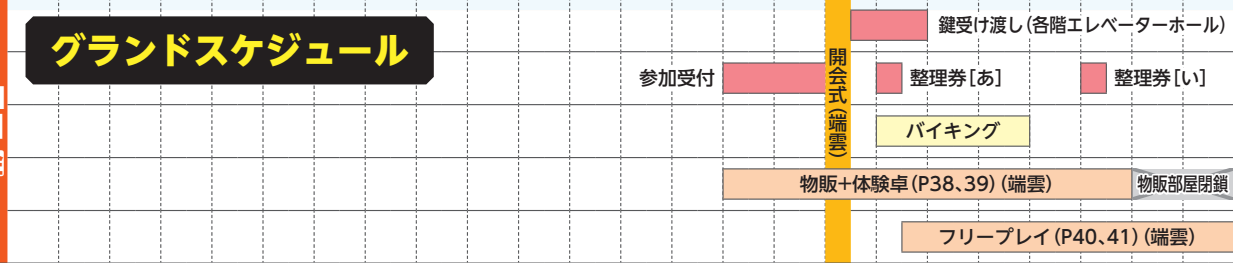 鍵受け渡し(各階エレベーターホール)
グランドスケジュール
参加受付
開会式(端雲)
整理券[あ]
整理券[い]
バイキング
物販+体験卓(P38、39)(端雲)
物販部屋閉鎖
フリープレイ(P40、41)(端雲)